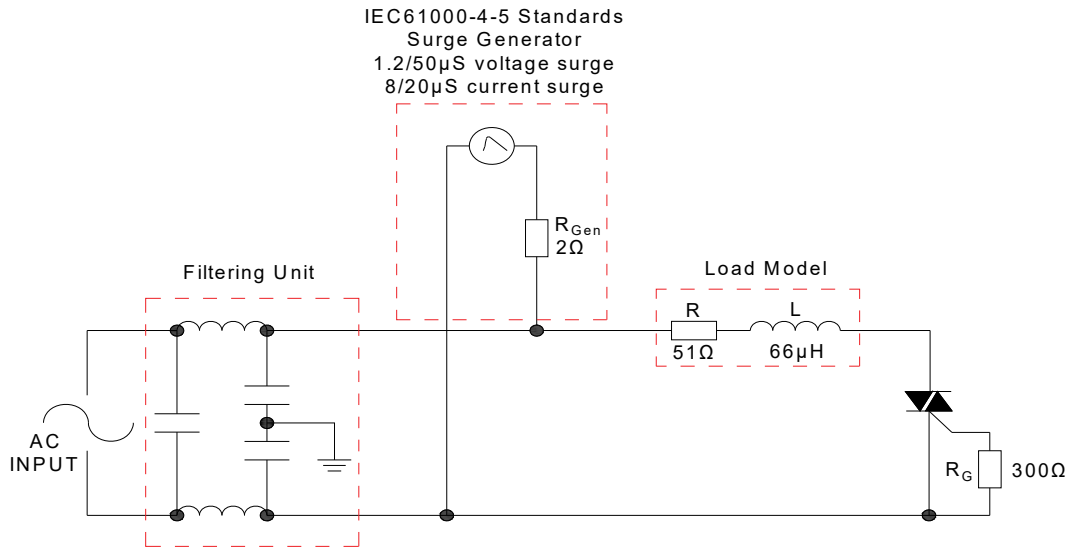 IEC61000-4-5 Standards
Surge Generator
1.2/50μS voltage surge
8/20μS current surge
RGen
2Ω
Filtering Unit
Load Model
R
L
51Ω
66μH
AC
INPUT
RG
300Ω